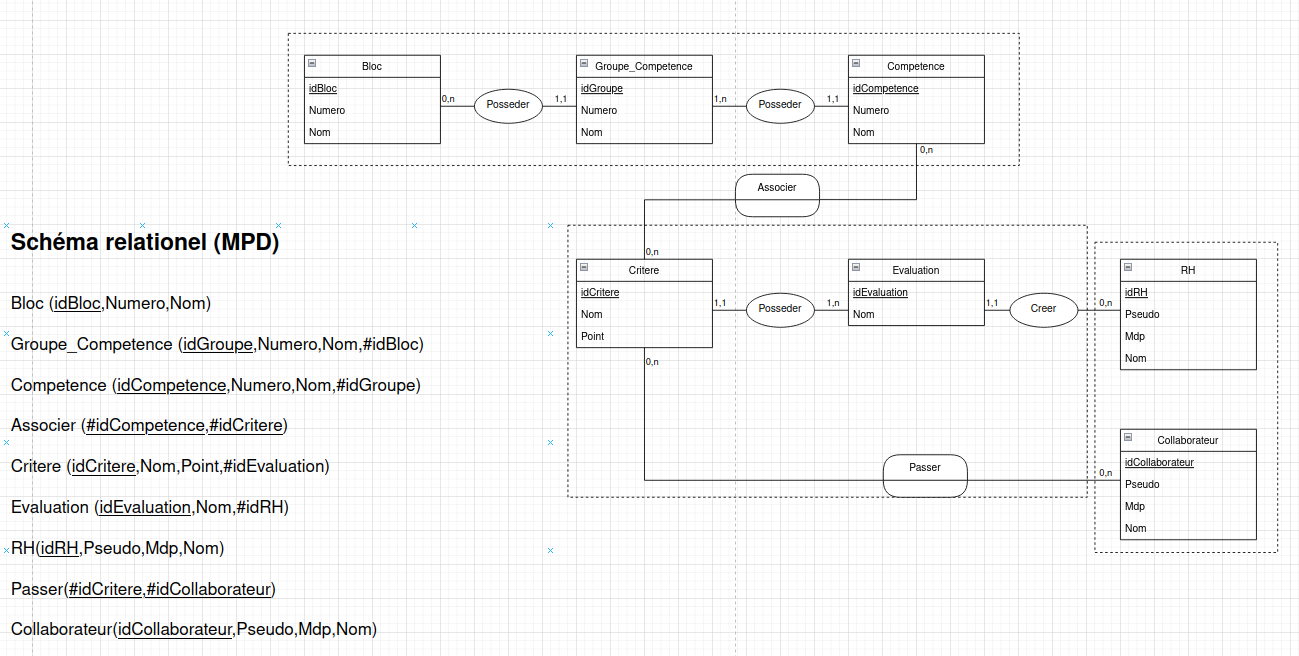 Bloc
idBloc
Numero
Nom
0,n
Posseder
1,1
Groupe_Competence
idGroupe
Numero
Nom
1,n
Posseder
1,1
Competence
idCompetence
Numero
Nom
0,n
Associer
0,n
Schéma relationel (MPD)
Bloc (idBloc,Numero,Nom)
Groupe_Competence (idGroupe,Numero,Nom,#idBloc)
Competence (idCompetence,Numero,Nom,#idGroupe)
Associer (#idCompetence,#idCritere)
Critere (idCritere,Nom,Point,#idEvaluation)
Evaluation (idEvaluation,Nom,#idRH)
RH(idRH,Pseudo,Mdp,Nom)
Passer(#idCritere,#idCollaborateur)
Collaborateur(idCollaborateur,Pseudo,Mdp,Nom)
Critere
idCritere
Nom
Point
1,1
Posseder
1,n
Evaluation
idEvaluation
Nom
1,1
Creer
0,n
RH
idRH
Pseudo
Mdp
Nom
0,n
Passer
0,n
Collaborateur
idCollaborateur
Pseudo
Mdp
Nom